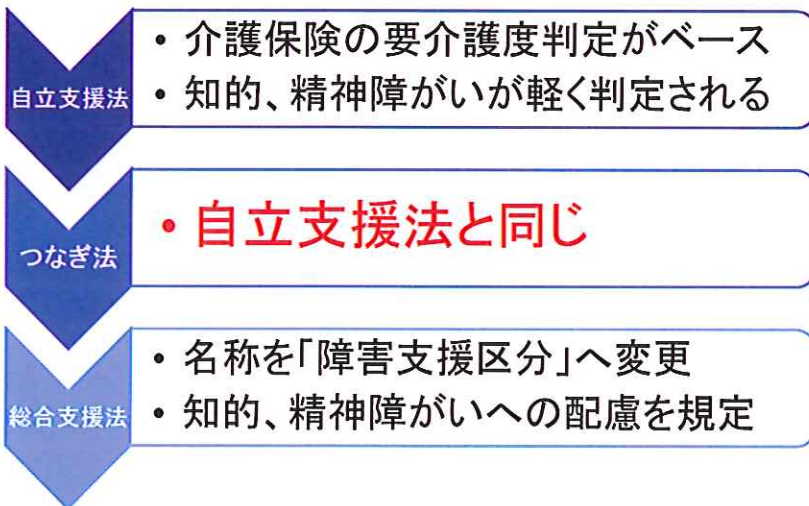 自立支援法
• 介護保険の要介護度判定がベース
• 知的、精神障がいが軽く判定される
つなぎ法
• 自立支援法と同じ
総合支援法
• 名称を「障害支援区分」へ変更
• 知的、精神障がいへの配慮を規定